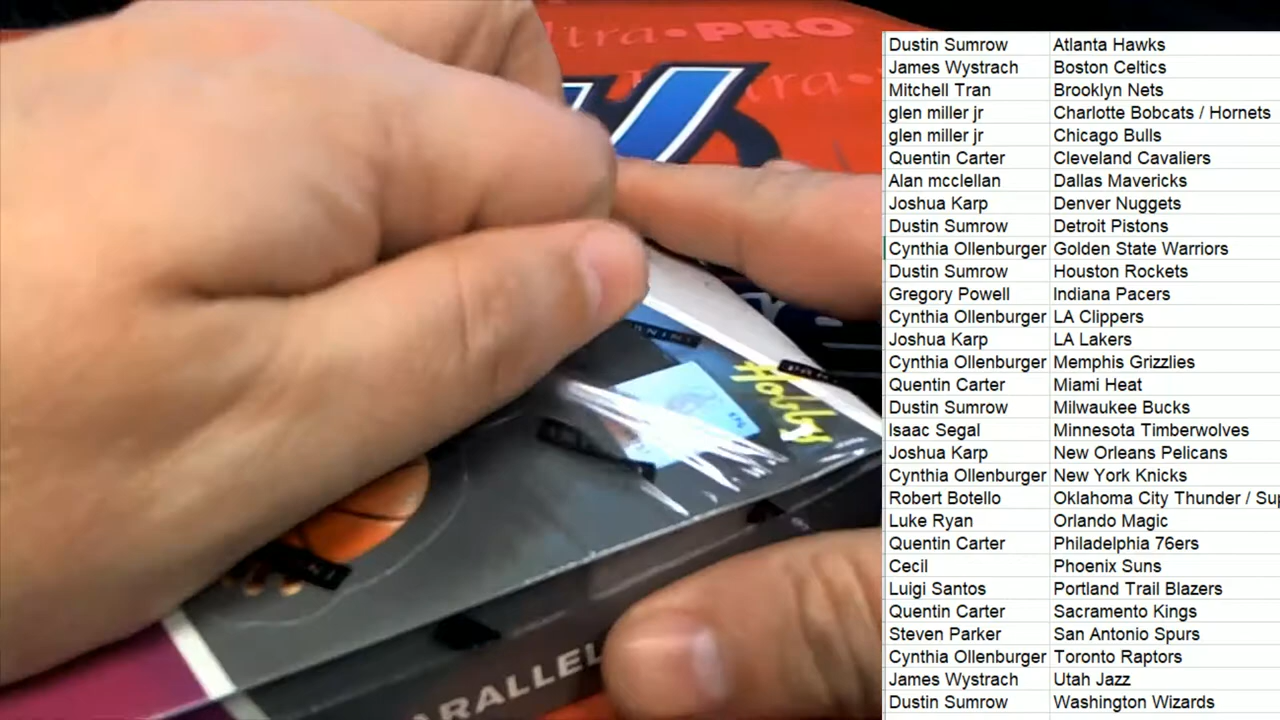 ltra•PRO
ra•
Hobby
ARALLEL
Dustin Sumrow Atlanta Hawks
James Wystrach Boston Celtics
Mitchell Tran Brooklyn Nets
glen miller jr Charlotte Bobcats / Hornets
glen miller jr Chicago Bulls
Quentin Carter Cleveland Cavaliers
Alan mcclellan Dallas Mavericks
Joshua Karp Denver Nuggets
Dustin Sumrow Detroit Pistons
Cynthia Ollenburger Golden State Warriors
Dustin Sumrow Houston Rockets
Gregory Powell Indiana Pacers
Cynthia Ollenburger LA Clippers
Joshua Karp LA Lakers
Cynthia Ollenburger Memphis Grizzlies
Quentin Carter Miami Heat
Dustin Sumrow Milwaukee Bucks
Isaac Segal Minnesota Timberwolves
Joshua Karp New Orleans Pelicans
Cynthia Ollenburger New York Knicks
Robert Botello Oklahoma City Thunder / Sup
Luke Ryan Orlando Magic
Quentin Carter Philadelphia 76ers
Cecil Phoenix Suns
Luigi Santos Portland Trail Blazers
Quentin Carter Sacramento Kings
Steven Parker San Antonio Spurs
Cynthia Ollenburger Toronto Raptors
James Wystrach Utah Jazz
Dustin Sumrow Washington Wizards